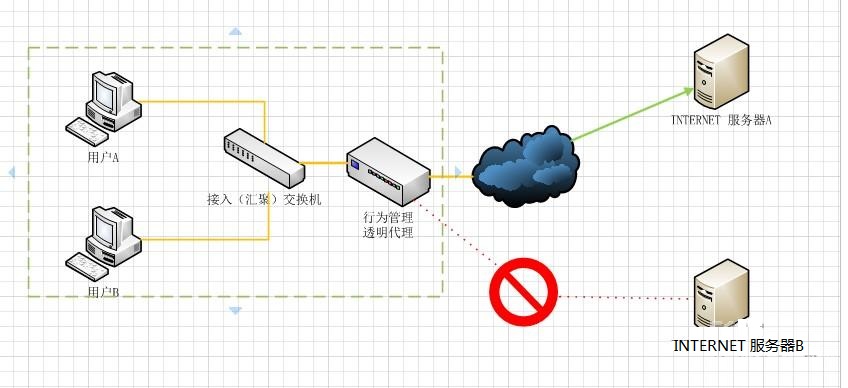 INTERNET 服务器A
用户A
接入（汇聚）交换机
行为管理
透明代理
用户B
INTERNET 服务器B